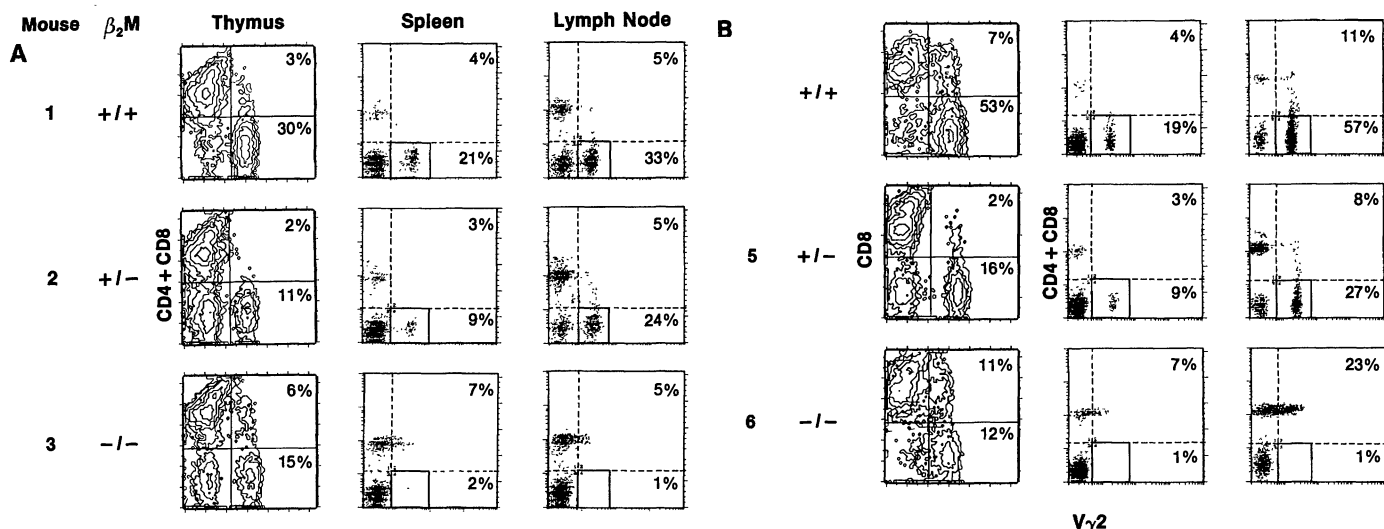 Mouse β2M Thymus Spleen Lymph Node
A
3% 4% 5%
1 +/+
30% 21% 33%
2% 3% 5%
2 +/−
CD4 + CD8
11% 9% 24%
6% 7% 5%
3 −/−
15% 2% 1%
B
7% 4% 11%
+/+
53% 19% 57%
2% 3% 8%
5 +/−
CD8
CD4 + CD8
16% 9% 27%
11% 7% 23%
6 −/−
12% 1% 1%
Vγ2